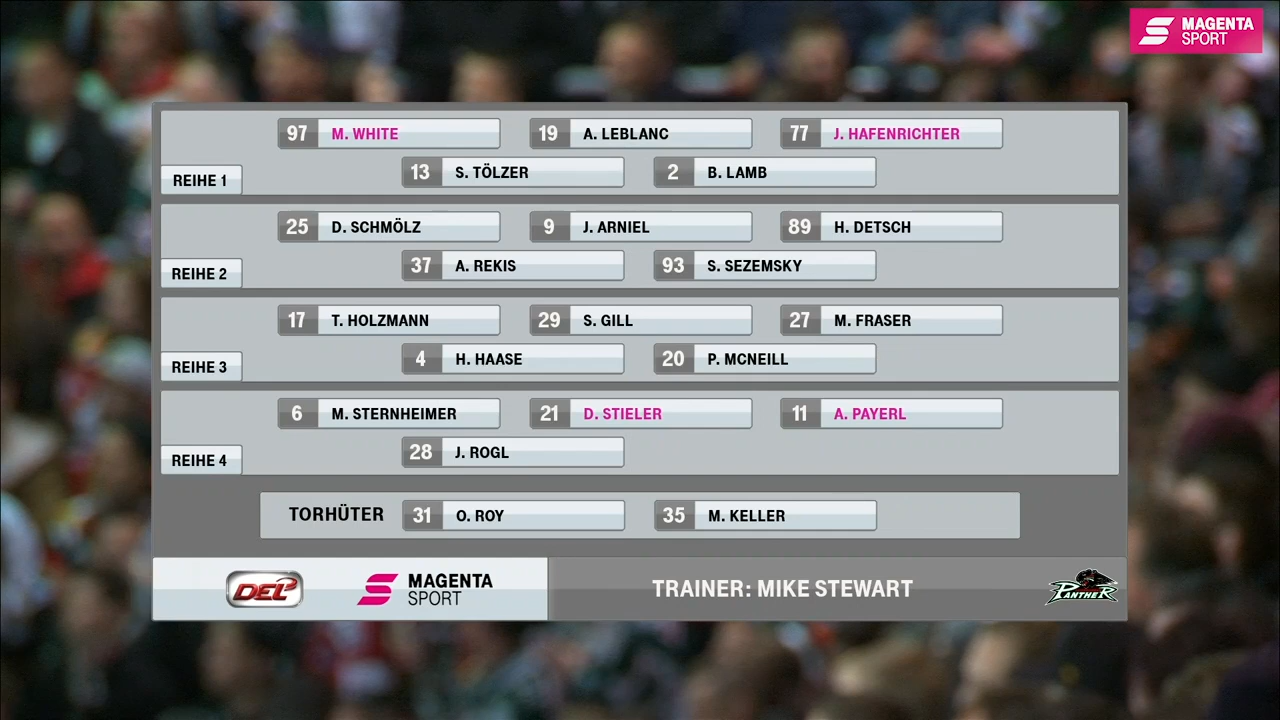 MAGENTA
SPORT
97 M. WHITE 19 A. LEBLANC 77 J. HAFENRICHTER
13 S. TÖLZER 2 B. LAMB
REIHE 1
25 D. SCHMÖLZ 9 J. ARNIEL 89 H. DETSCH
37 A. REKIS 93 S. SEZEMSKY
REIHE 2
17 T. HOLZMANN 29 S. GILL 27 M. FRASER
4 H. HAASE 20 P. MCNEILL
REIHE 3
6 M. STERNHEIMER 21 D. STIELER 11 A. PAYERL
28 J. ROGL
REIHE 4
TORHÜTER 31 O. ROY 35 M. KELLER
DEL MAGENTA SPORT TRAINER: MIKE STEWART PANTHER